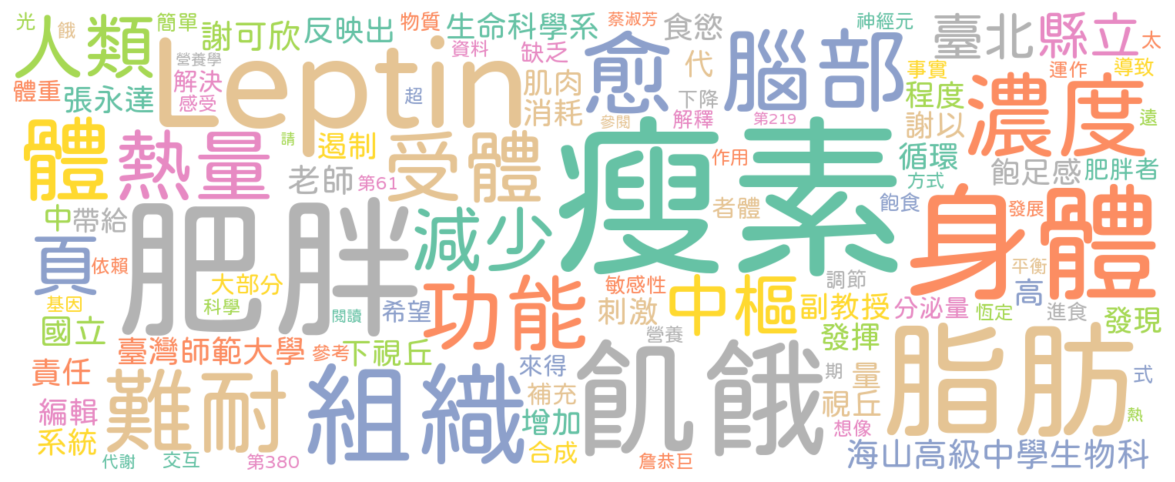 光 餓 簡單 謝可欣 反映出 物質 生命科學系 蔡淑芳 食慾 神經元 臺北 縣立 太
人類 營養學 Leptin 資料 缺乏 愈 代 腦部 事實 運作 導致
體重 張永達 解決 感受 超 肌肉 消耗 下降 解釋 第219 程度 謝以 濃度 遠
體 熱量 請 遏制 受體 參閱 瘦素 作用 循環 飽足感 肥胖者
老師 第61 方式
中 帶給 肥胖 減少 者體 飽食 身體 發展
頁 依賴 大部分 敏感性 調節 平衡
基因 科學 閱讀 希望 功能 刺激 中樞 副教授 分泌量 高 恆定 進食 發現
國立 臺灣師範大學 參考 下視丘 營養 發揮
責任 難耐 組織 來得 飢餓 期 量 脂肪 式
編輯 補充 增加 視丘 想像 熱
系統 代謝 交互 第380 合成 詹恭巨 海山高級中學生物科